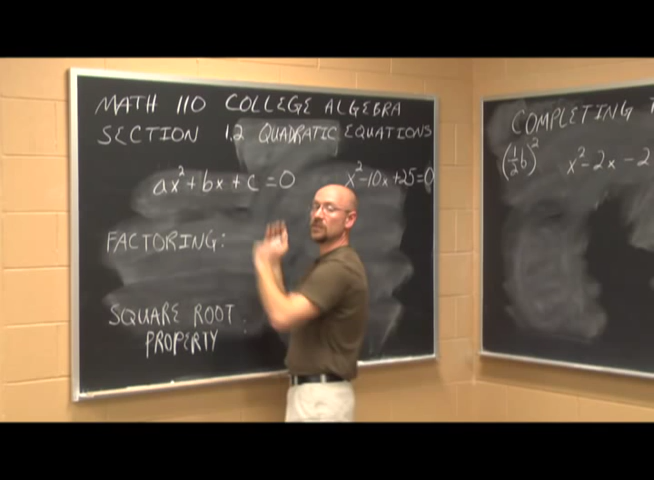 MATH 110 COLLEGE ALGEBRA
SECTION 1.2 QUADRATIC EQUATIONS
ax²+bx+c=0
x²-10x+25=0
FACTORING:
SQUARE ROOT:
PROPERTY
COMPLETING
(½b)²
x²-2x-2